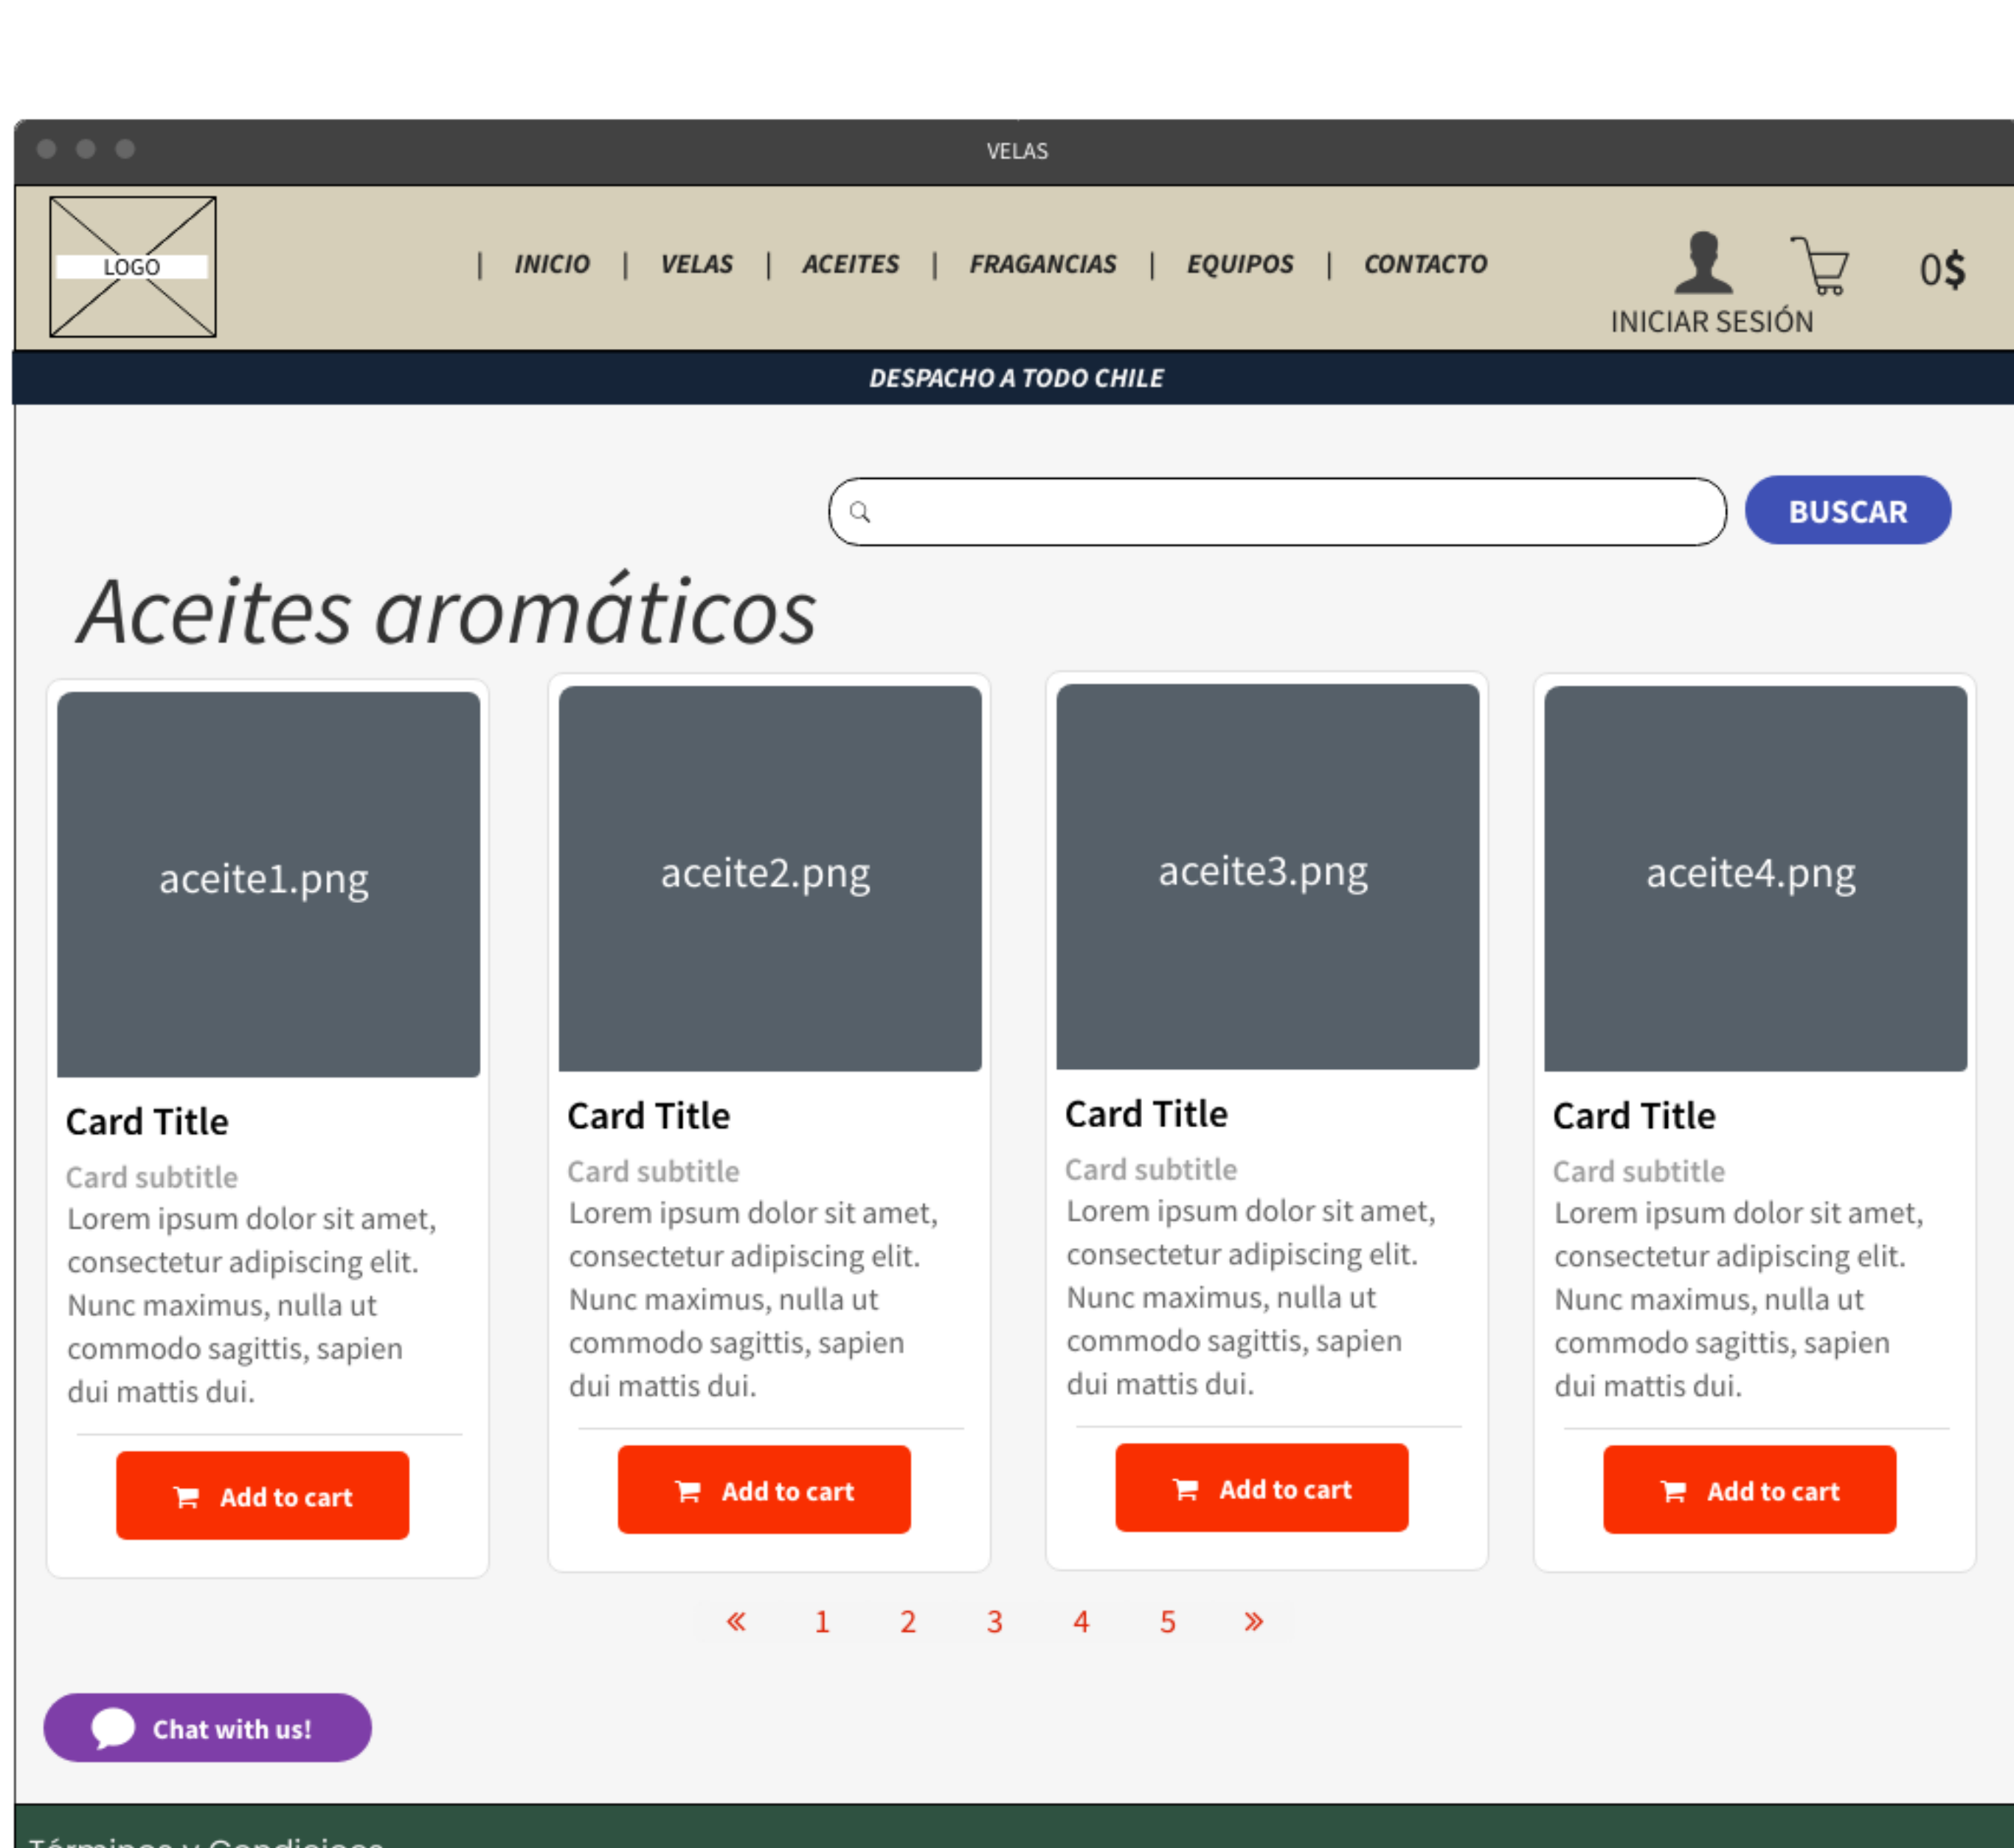 VELAS
LOGO
| INICIO | VELAS | ACEITES | FRAGANCIAS | EQUIPOS | CONTACTO
0$
INICIAR SESIÓN
DESPACHO A TODO CHILE
BUSCAR
Aceites aromáticos
aceite1.png
Card Title
Card subtitle
Lorem ipsum dolor sit amet,
consectetur adipiscing elit.
Nunc maximus, nulla ut
commodo sagittis, sapien
dui mattis dui.
Add to cart
aceite2.png
Card Title
Card subtitle
Lorem ipsum dolor sit amet,
consectetur adipiscing elit.
Nunc maximus, nulla ut
commodo sagittis, sapien
dui mattis dui.
Add to cart
aceite3.png
Card Title
Card subtitle
Lorem ipsum dolor sit amet,
consectetur adipiscing elit.
Nunc maximus, nulla ut
commodo sagittis, sapien
dui mattis dui.
Add to cart
aceite4.png
Card Title
Card subtitle
Lorem ipsum dolor sit amet,
consectetur adipiscing elit.
Nunc maximus, nulla ut
commodo sagittis, sapien
dui mattis dui.
Add to cart
« 1 2 3 4 5 »
Chat with us!
Términos y